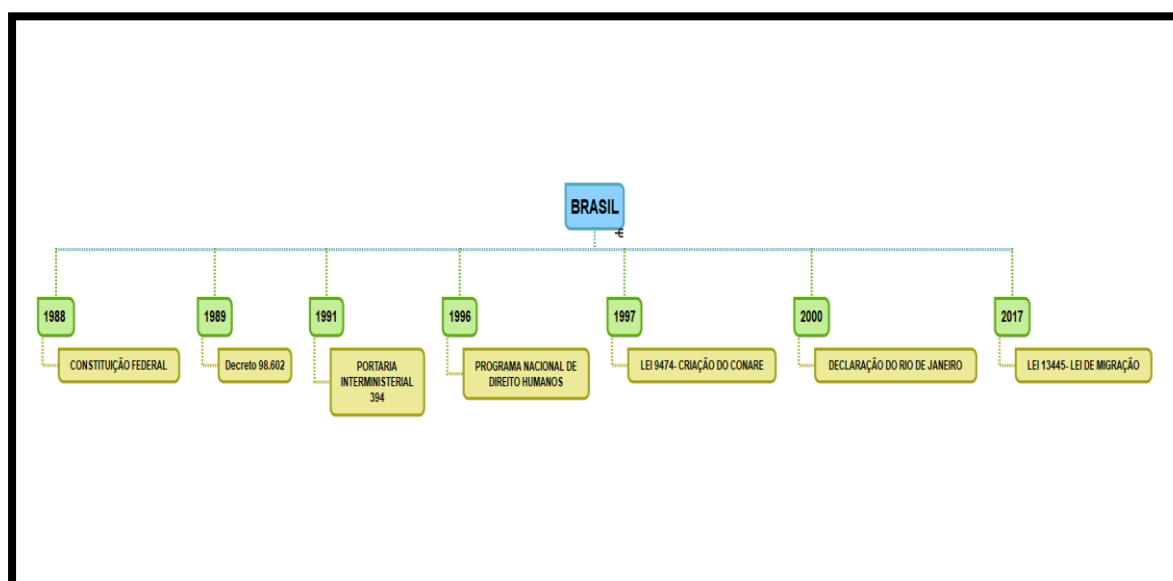 BRASIL
1988
1989
1991
1996
1997
2000
2017
CONSTITUIÇÃO FEDERAL
Decreto 98.602
PORTARIA
INTERMINISTERIAL
394
PROGRAMA NACIONAL DE
DIREITO HUMANOS
LEI 9474- CRIAÇÃO DO CONARE
DECLARAÇÃO DO RIO DE JANEIRO
LEI 13445- LEI DE MIGRAÇÃO